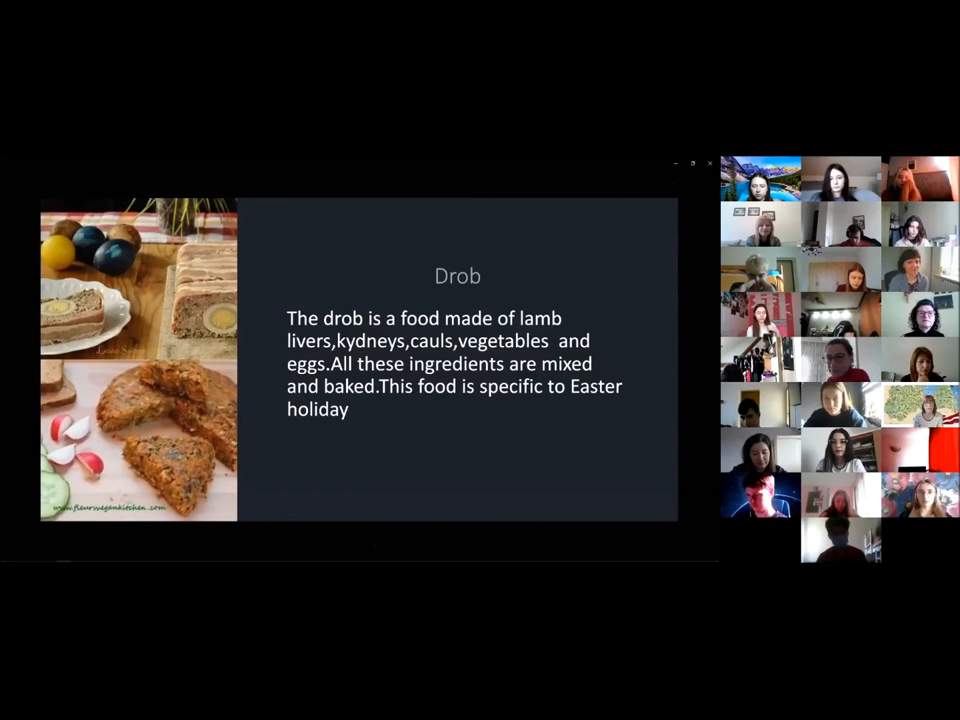 Drob
The drob is a food made of lamb
livers,kydneys,cauls,vegetables  and
eggs.All these ingredients are mixed
and baked.This food is specific to Easter
holiday
www.fleurwegankitchen.com